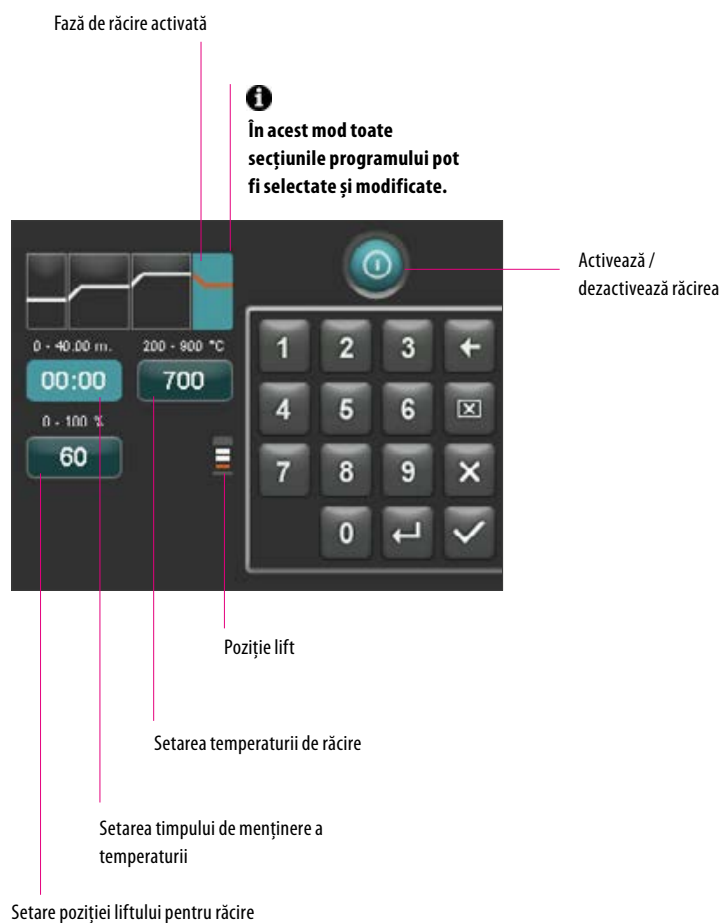 Fază de răcire activată
În acest mod toate
secțiunile programului pot
fi selectate și modificate.
Activează /
dezactivează răcirea
0 - 40.00 m. 200 - 900 °C
00:00 700
0 - 100 %
60
1 2 3
4 5 6
7 8 9
0
Poziție lift
Setarea temperaturii de răcire
Setarea timpului de menținere a
temperaturii
Setare poziției liftului pentru răcire